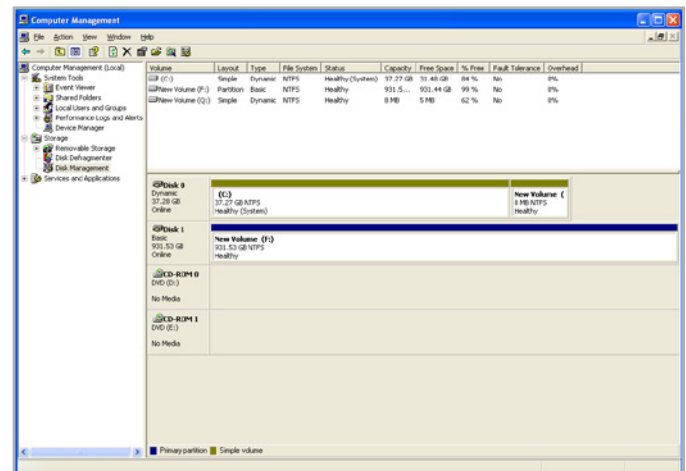 Computer Management
File Action View Window Help
Computer Management (Local)
System Tools
Event Viewer
Shared Folders
Local Users and Groups
Performance Logs and Alerts
Device Manager
Storage
Removable Storage
Disk Defragmenter
Disk Management
Services and Applications
Volume Layout Type File System Status Capacity Free Space % Free Fault Tolerance Overhead
(C:) Simple Dynamic NTFS Healthy (System) 37.27 GB 31.48 GB 84 % No 0%
New Volume (F:) Partition Basic NTFS Healthy 931.5... 931.44 GB 99 % No 0%
New Volume (Q:) Simple Dynamic NTFS Healthy 8 MB 5 MB 62 % No 0%
Disk 0
Dynamic
37.28 GB
Online
(C:)
37.27 GB NTFS
Healthy (System)
New Volume (
8 MB NTFS
Healthy
Disk 1
Basic
931.53 GB
Online
New Volume (F:)
931.53 GB NTFS
Healthy
CD-ROM 0
DVD (D:)
No Media
CD-ROM 1
DVD (E:)
No Media
Primary partition Simple volume